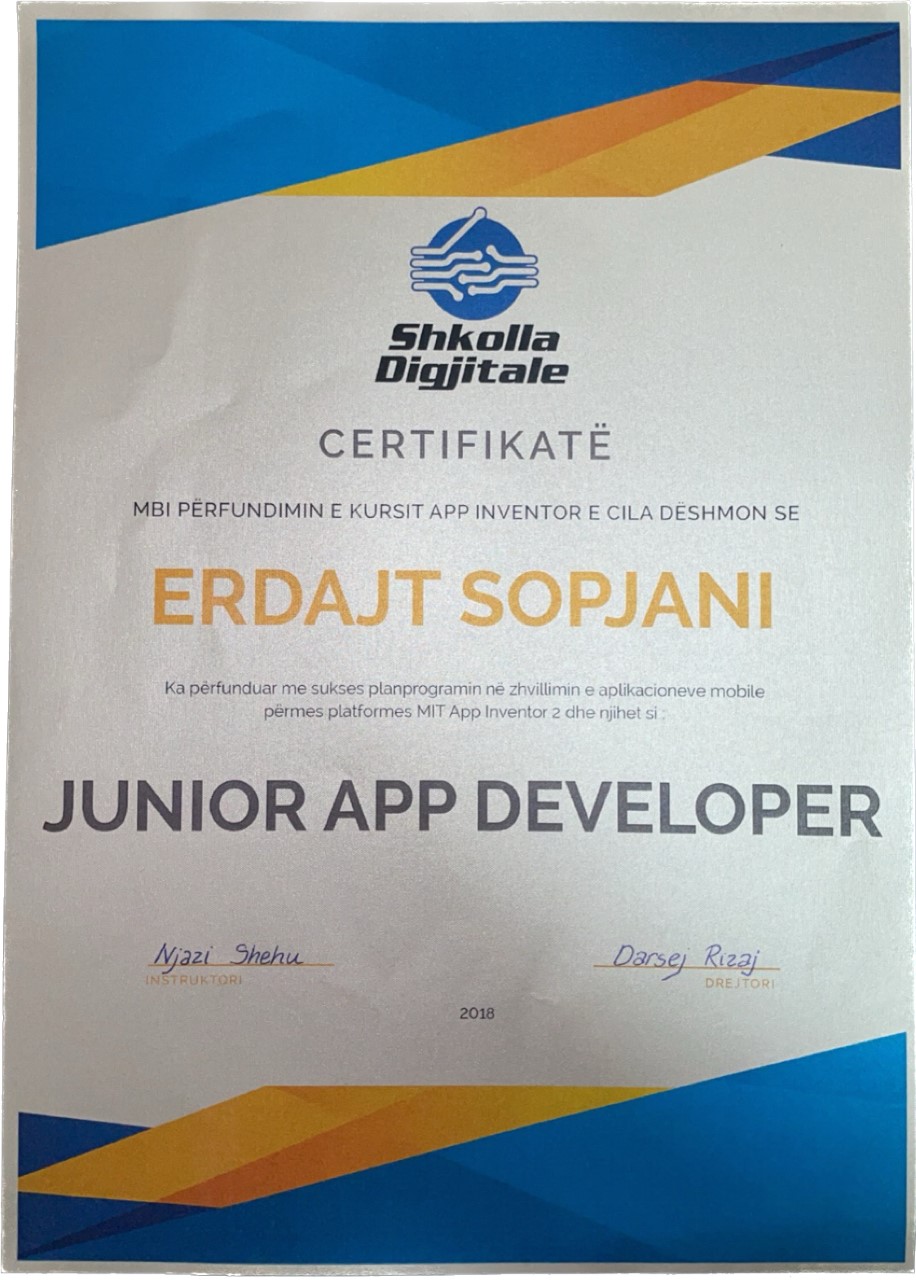 Shkolla
Digjitale
CERTIFIKATË
MBI PËRFUNDIMIN E KURSIT APP INVENTOR E CILA DËSHMON SE
ERDAJT SOPJANI
Ka përfunduar me sukses planprogramin në zhvillimin e aplikacioneve mobile
përmes platformes MIT App Inventor 2 dhe njihet si :
JUNIOR APP DEVELOPER
Njazi Shehu
INSTRUKTORI
Darsej Rizaj
DREJTORI
2018